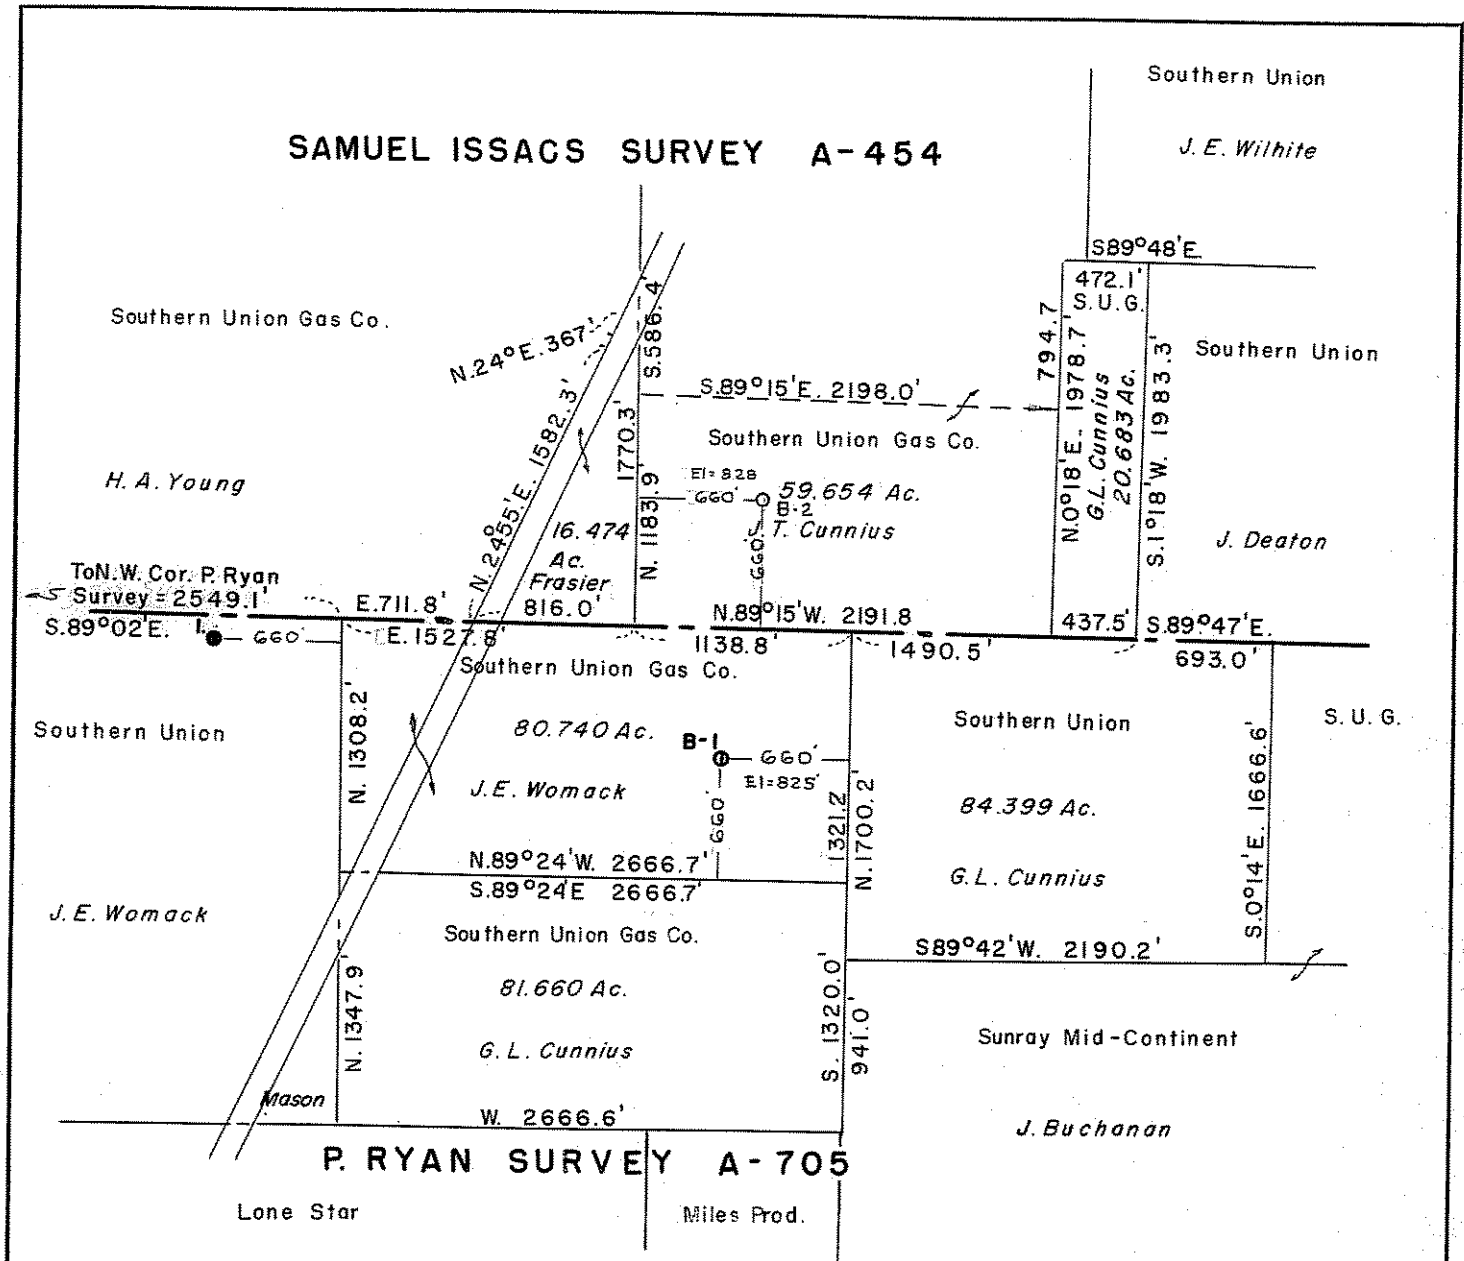 Southern Union
J. E. Wilhite
SAMUEL ISSACS SURVEY A-454
S89°48'E.
472.1'
S. U. G.
Southern Union Gas Co.
N. 24° E. 367'
S. 586.4'
794.7
N. 0°18'E. 1978.7'
G. L. Cunnius
20.683 Ac.
S. 1°18'W. 1983.3'
Southern Union
S. 89°15'E. 2198.0'
Southern Union Gas Co.
N. 24°55'E. 1582.3'
1770.3'
N. 1183.9'
H. A. Young
El= 828
660'
59.654 Ac.
B-2
T. Cunnius
660'
16.474
Ac.
Frasier
J. Deaton
To N.W. Cor. P. Ryan
Survey = 2549.1'
E. 711.8'
816.0'
N. 89°15'W. 2191.8
437.5'
S. 89°47'E.
S. 89°02'E.
1
660'
E. 1527.8'
1138.8'
1490.5'
693.0'
Southern Union Gas Co.
N. 1308.2'
Southern Union
80.740 Ac.
B-1
660'
El=825'
660'
J. E. Womack
1321.2'
N. 1700.2'
Southern Union
84.399 Ac.
G. L. Cunnius
S. 0°14'E. 1666.6'
S. U. G.
N. 89°24'W. 2666.7'
S. 89°24'E 2666.7'
J. E. Womack
Southern Union Gas Co.
S89°42'W. 2190.2'
81.660 Ac.
N. 1347.9'
G. L. Cunnius
S. 1320.0'
941.0'
Sunray Mid-Continent
Mason
W. 2666.6'
J. Buchanan
P. RYAN SURVEY A-705
Lone Star
Miles Prod.